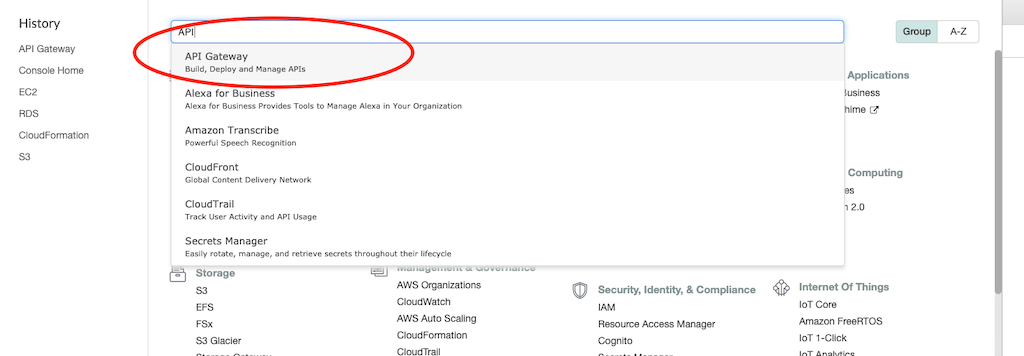 History
API Gateway
Console Home
EC2
RDS
CloudFormation
S3
API
Group
A-Z
API Gateway
Build, Deploy and Manage APIs
Alexa for Business
Alexa for Business Provides Tools to Manage Alexa in Your Organization
Amazon Transcribe
Powerful Speech Recognition
CloudFront
Global Content Delivery Network
CloudTrail
Track User Activity and API Usage
Secrets Manager
Easily rotate, manage, and retrieve secrets throughout their lifecycle
Applications
Business
Computing
2.0
Storage
S3
EFS
FSx
S3 Glacier
Storage Gateway
Management & Governance
AWS Organizations
CloudWatch
AWS Auto Scaling
CloudFormation
CloudTrail
Security, Identity, & Compliance
IAM
Resource Access Manager
Cognito
Secrets Manager
Internet Of Things
IoT Core
Amazon FreeRTOS
IoT 1-Click
IoT Analytics